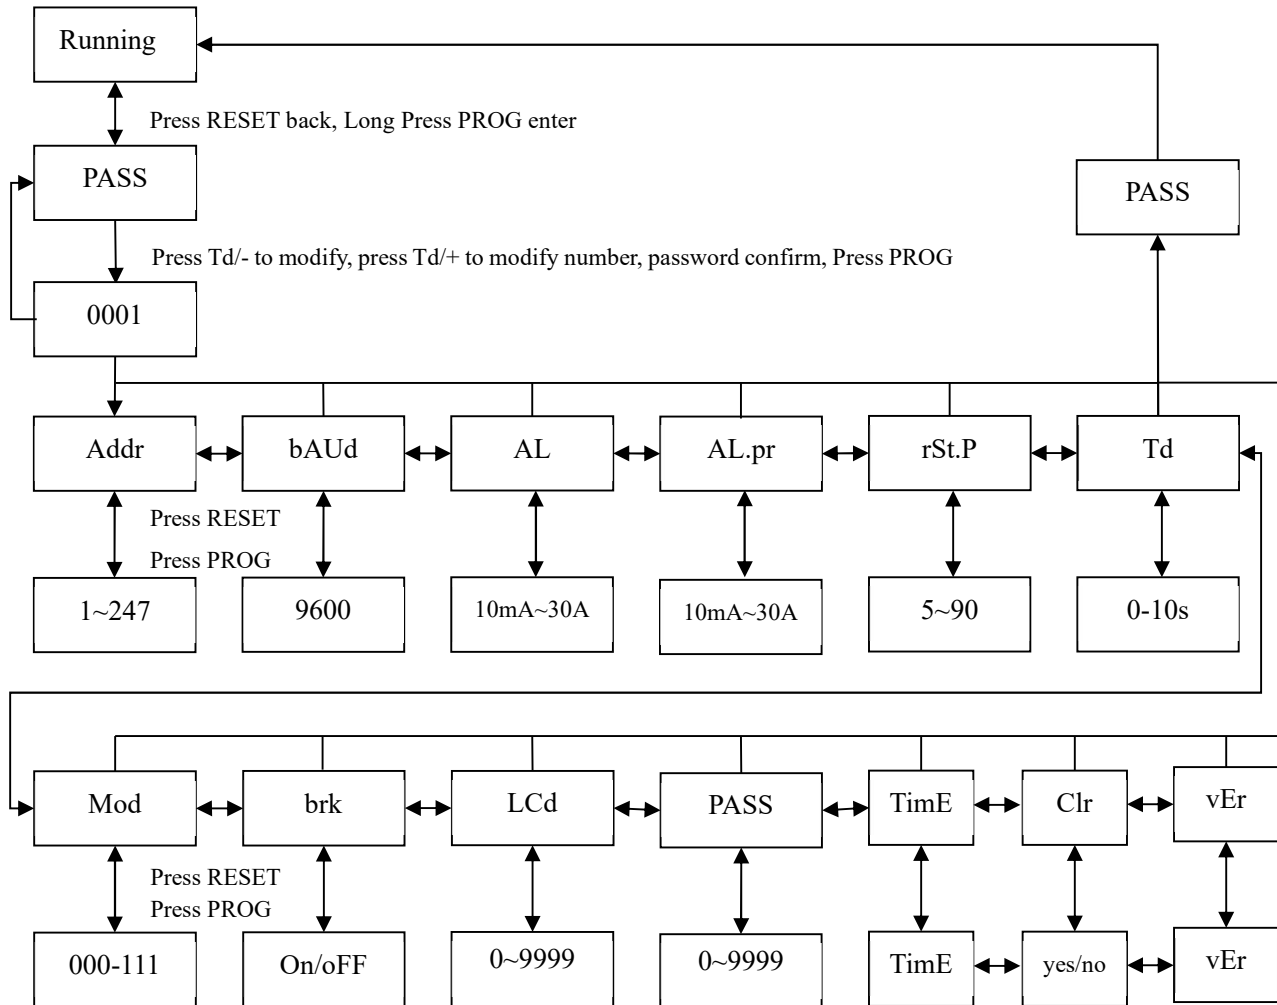 Running
Press RESET back, Long Press PROG enter
PASS
PASS
Press Td/- to modify, press Td/+ to modify number, password confirm, Press PROG
0001
Addr
bAUd
AL
AL.pr
rSt.P
Td
Press RESET
Press PROG
1~247
9600
10mA~30A
10mA~30A
5~90
0-10s
Mod
brk
LCd
PASS
TimE
Clr
vEr
Press RESET
Press PROG
000-111
On/oFF
0~9999
0~9999
TimE
yes/no
vEr